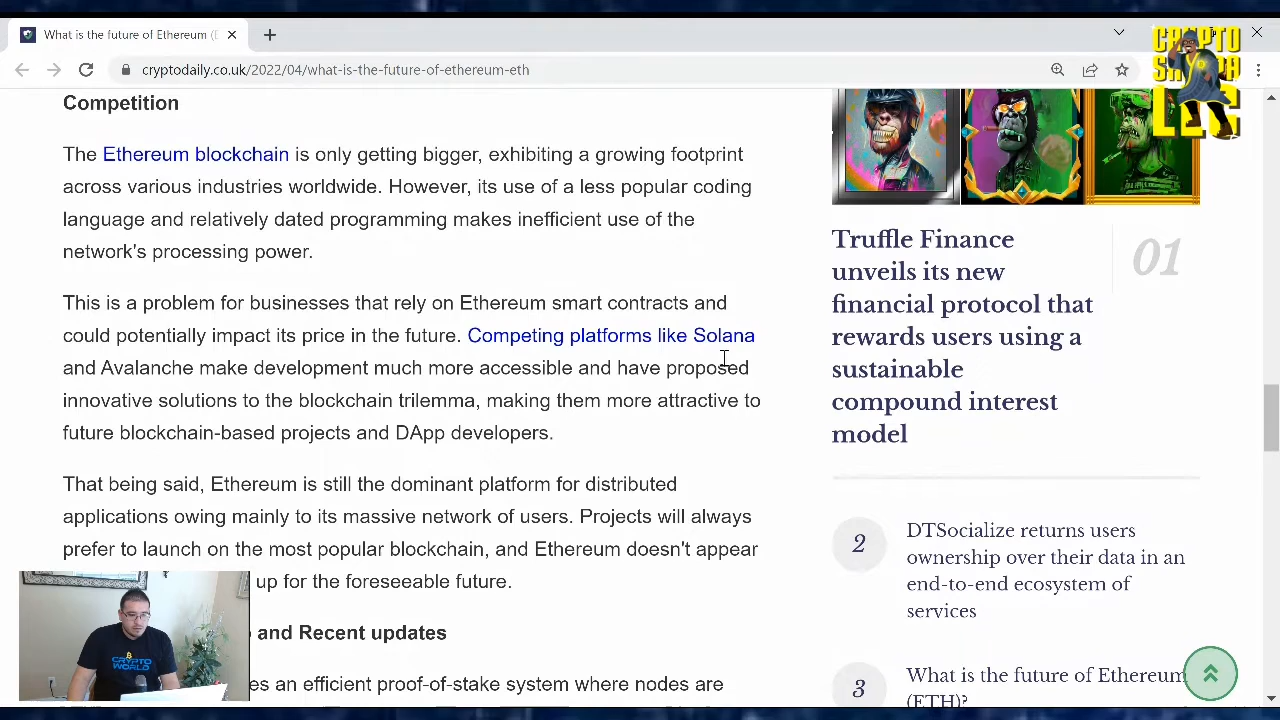 What is the future of Ethereum (
cryptodaily.co.uk/2022/04/what-is-the-future-of-ethereum-eth
CRYPTO
Competition
The Ethereum blockchain is only getting bigger, exhibiting a growing footprint
across various industries worldwide. However, its use of a less popular coding
language and relatively dated programming makes inefficient use of the
network's processing power.
This is a problem for businesses that rely on Ethereum smart contracts and
could potentially impact its price in the future. Competing platforms like Solana
and Avalanche make development much more accessible and have proposed
innovative solutions to the blockchain trilemma, making them more attractive to
future blockchain-based projects and DApp developers.
That being said, Ethereum is still the dominant platform for distributed
applications owing mainly to its massive network of users. Projects will always
prefer to launch on the most popular blockchain, and Ethereum doesn't appear
up for the foreseeable future.
and Recent updates
es an efficient proof-of-stake system where nodes are
Truffle Finance
unveils its new
financial protocol that
rewards users using a
sustainable
compound interest
model
01
2
DTSocialize returns users
ownership over their data in an
end-to-end ecosystem of
services
3
What is the future of Ethereum
(ETH)?
CRYPTO
WORLD